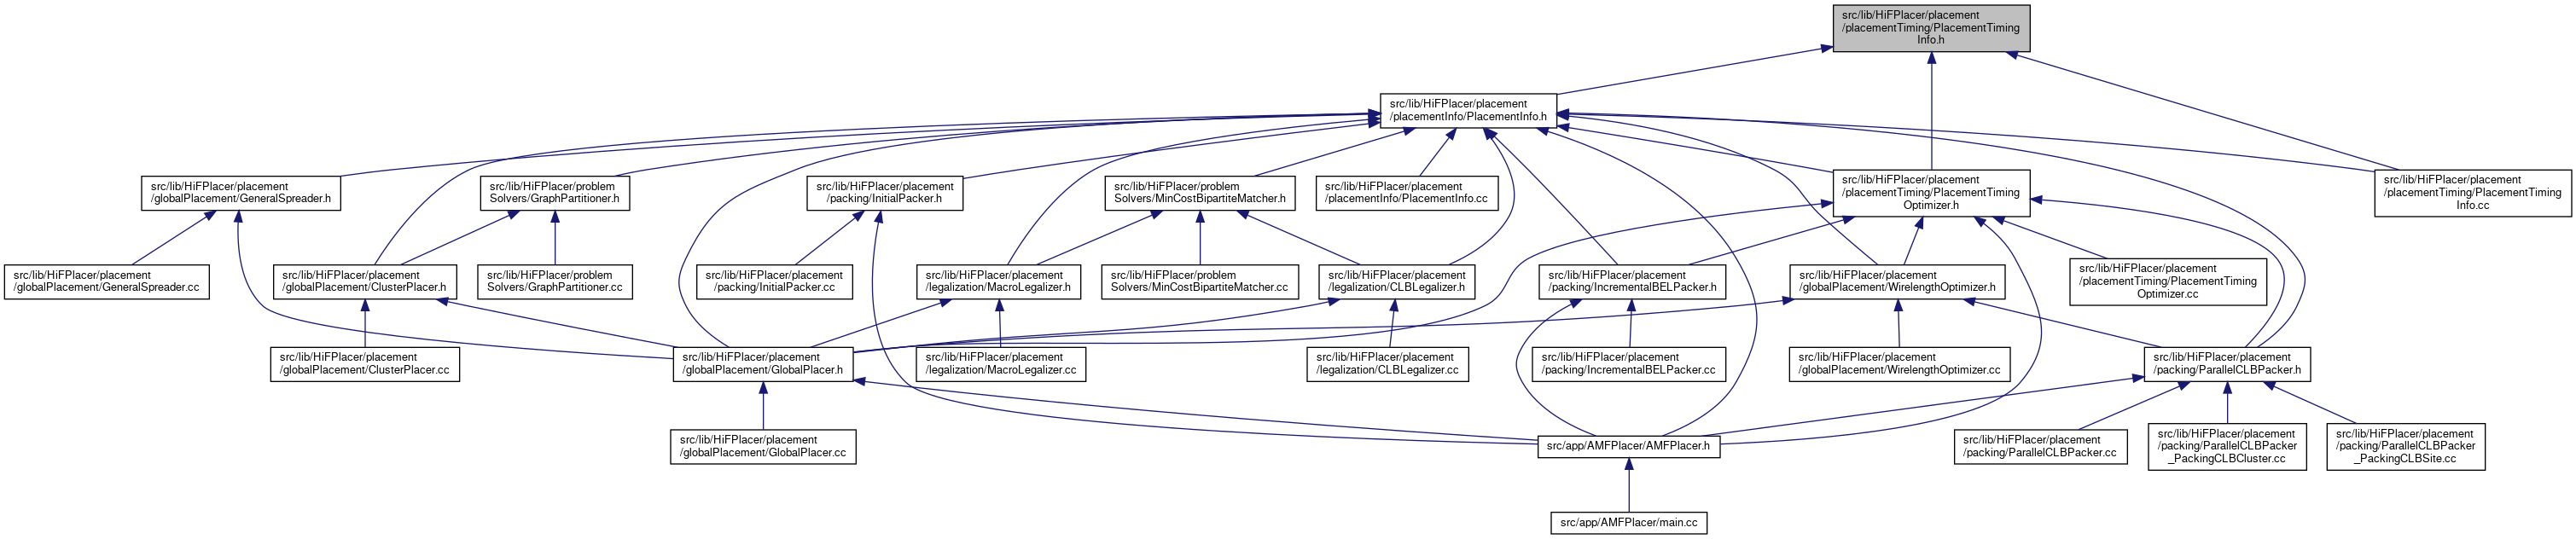 src/lib/HiFPlacer/placement
/placementTiming/PlacementTiming
Info.h
src/lib/HiFPlacer/placement
/placementInfo/PlacementInfo.h
src/lib/HiFPlacer/placement
/globalPlacement/GeneralSpreader.h
src/lib/HiFPlacer/problem
Solvers/GraphPartitioner.h
src/lib/HiFPlacer/placement
/packing/InitialPacker.h
src/lib/HiFPlacer/problem
Solvers/MinCostBipartiteMatcher.h
src/lib/HiFPlacer/placement
/placementInfo/PlacementInfo.cc
src/lib/HiFPlacer/placement
/placementTiming/PlacementTiming
Optimizer.h
src/lib/HiFPlacer/placement
/placementTiming/PlacementTiming
Info.cc
src/lib/HiFPlacer/placement
/globalPlacement/GeneralSpreader.cc
src/lib/HiFPlacer/placement
/globalPlacement/ClusterPlacer.h
src/lib/HiFPlacer/problem
Solvers/GraphPartitioner.cc
src/lib/HiFPlacer/placement
/packing/InitialPacker.cc
src/lib/HiFPlacer/placement
/legalization/MacroLegalizer.h
src/lib/HiFPlacer/problem
Solvers/MinCostBipartiteMatcher.cc
src/lib/HiFPlacer/placement
/legalization/CLBLegalizer.h
src/lib/HiFPlacer/placement
/packing/IncrementalBELPacker.h
src/lib/HiFPlacer/placement
/globalPlacement/WirelengthOptimizer.h
src/lib/HiFPlacer/placement
/placementTiming/PlacementTiming
Optimizer.cc
src/lib/HiFPlacer/placement
/globalPlacement/ClusterPlacer.cc
src/lib/HiFPlacer/placement
/globalPlacement/GlobalPlacer.h
src/lib/HiFPlacer/placement
/legalization/MacroLegalizer.cc
src/lib/HiFPlacer/placement
/legalization/CLBLegalizer.cc
src/lib/HiFPlacer/placement
/packing/IncrementalBELPacker.cc
src/lib/HiFPlacer/placement
/globalPlacement/WirelengthOptimizer.cc
src/lib/HiFPlacer/placement
/packing/ParallelCLBPacker.h
src/lib/HiFPlacer/placement
/globalPlacement/GlobalPlacer.cc
src/app/AMFPlacer/AMFPlacer.h
src/lib/HiFPlacer/placement
/packing/ParallelCLBPacker.cc
src/lib/HiFPlacer/placement
/packing/ParallelCLBPacker
_PackingCLBCluster.cc
src/lib/HiFPlacer/placement
/packing/ParallelCLBPacker
_PackingCLBSite.cc
src/app/AMFPlacer/main.cc